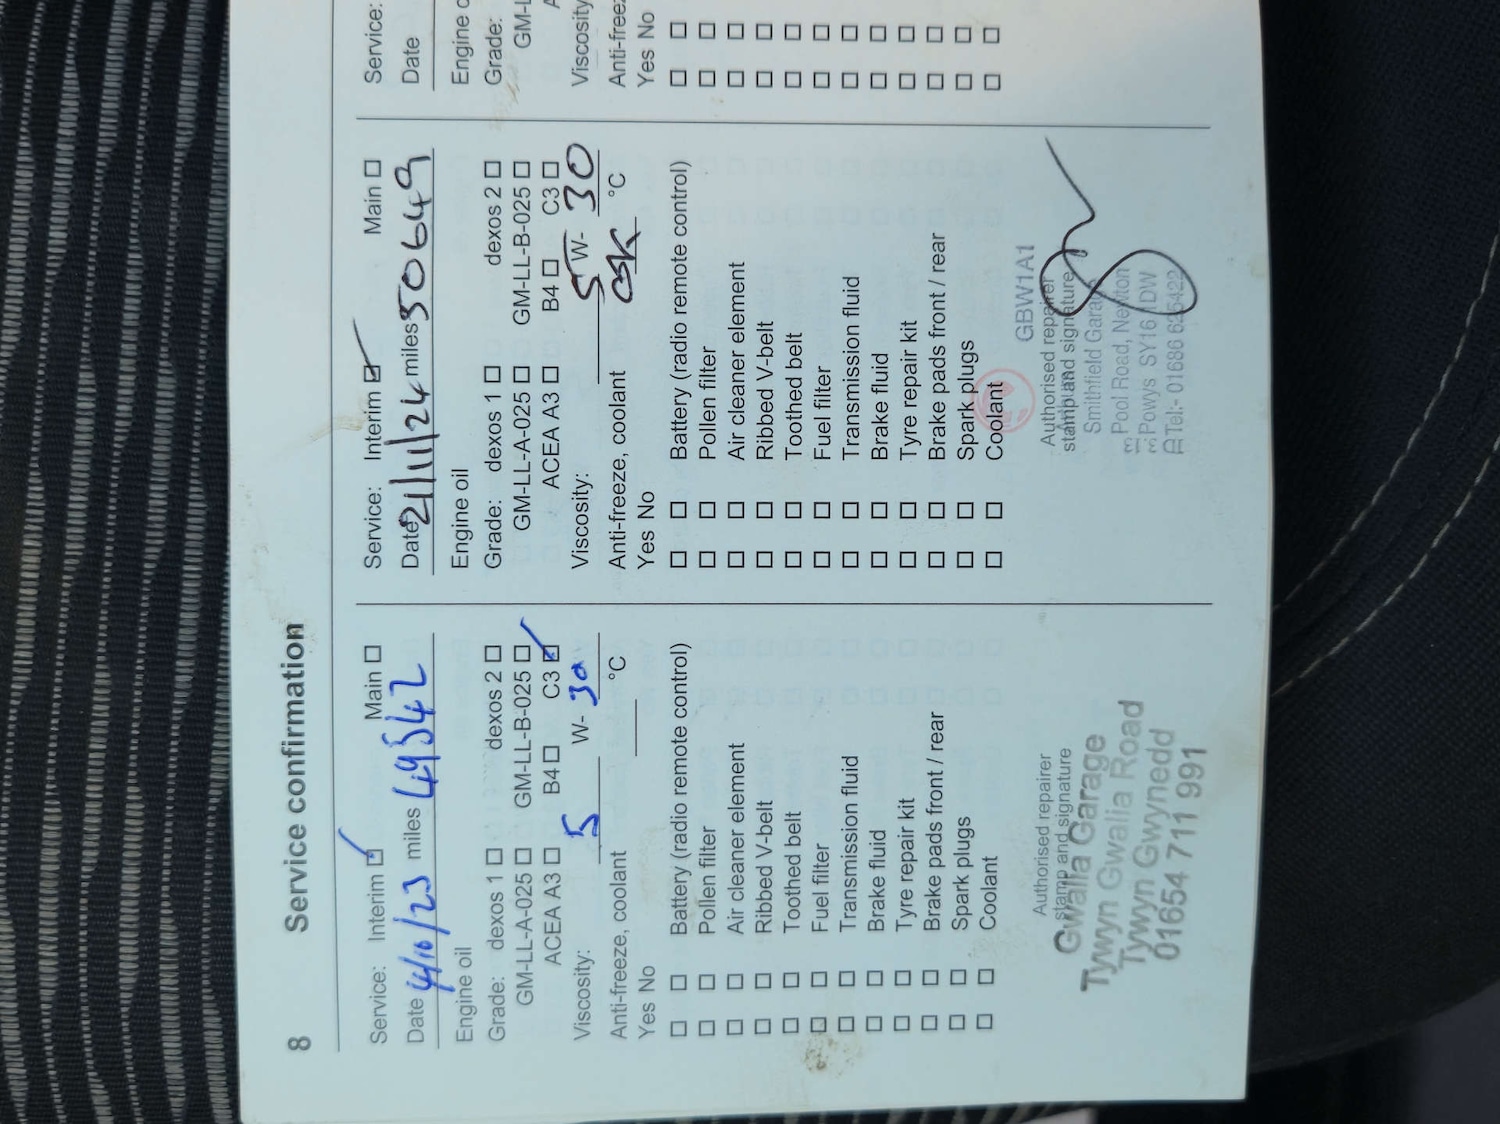 8 Service confirmation
Service: Interim Main
Date 4/10/23 miles 49542
Engine oil
Grade: dexos 1 dexos 2
GM-LL-A-025 GM-LL-B-025
ACEA A3 B4 C3
Viscosity: 5 W- 30
Anti-freeze, coolant °C
Yes No
Battery (radio remote control)
Pollen filter
Air cleaner element
Ribbed V-belt
Toothed belt
Fuel filter
Transmission fluid
Brake fluid
Tyre repair kit
Brake pads front / rear
Spark plugs
Coolant
Authorised repairer
stamp and signature
Gwalia Garage
Tywyn Gwalia Road
Tywyn Gwynedd
01654 711 991
Service: Interim Main
Date 21/11/24 miles 50649
Engine oil
Grade: dexos 1 dexos 2
GM-LL-A-025 GM-LL-B-025
ACEA A3 B4 C3
Viscosity: 5 W- 30
Anti-freeze, coolant °C
Yes No
Battery (radio remote control)
Pollen filter
Air cleaner element
Ribbed V-belt
Toothed belt
Fuel filter
Transmission fluid
Brake fluid
Tyre repair kit
Brake pads front / rear
Spark plugs
Coolant
GBW1A1
Authorised repairer
stamp and signature
Smithfield Garage
Pool Road, Newton
Powys SY16 1DW
Tel:- 01686
Service:
Date
Engine
Grade:
GM-L
Viscosity
Anti-free
Yes No